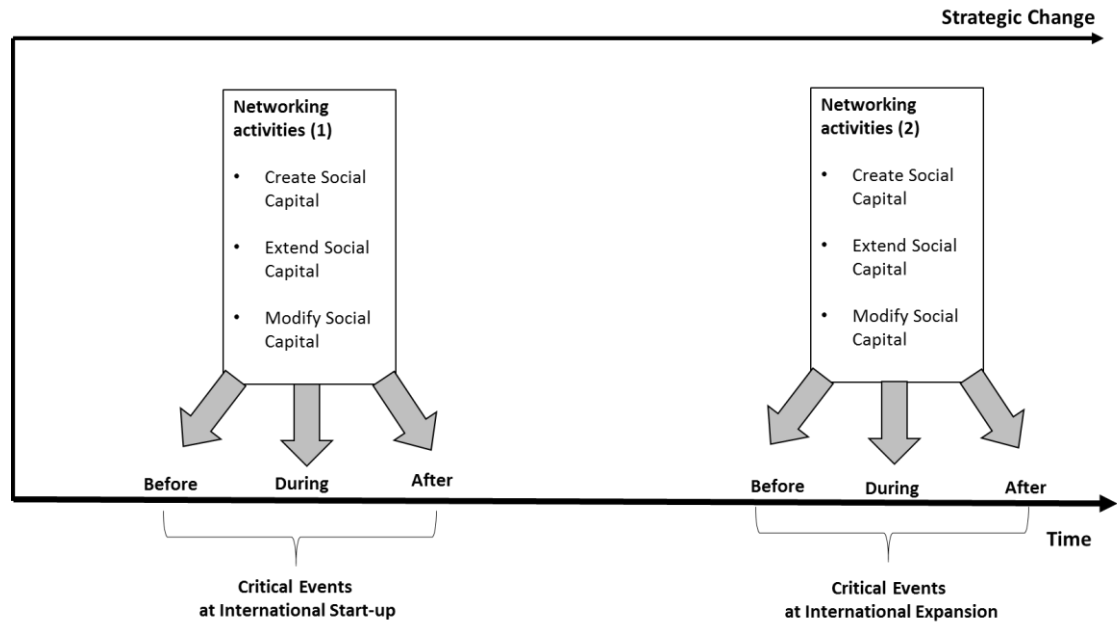 Strategic Change
Networking
activities (1)
• Create Social
Capital
• Extend Social
Capital
• Modify Social
Capital
Networking
activities (2)
• Create Social
Capital
• Extend Social
Capital
• Modify Social
Capital
Before
During
After
Before
During
After
Time
Critical Events
at International Start-up
Critical Events
at International Expansion